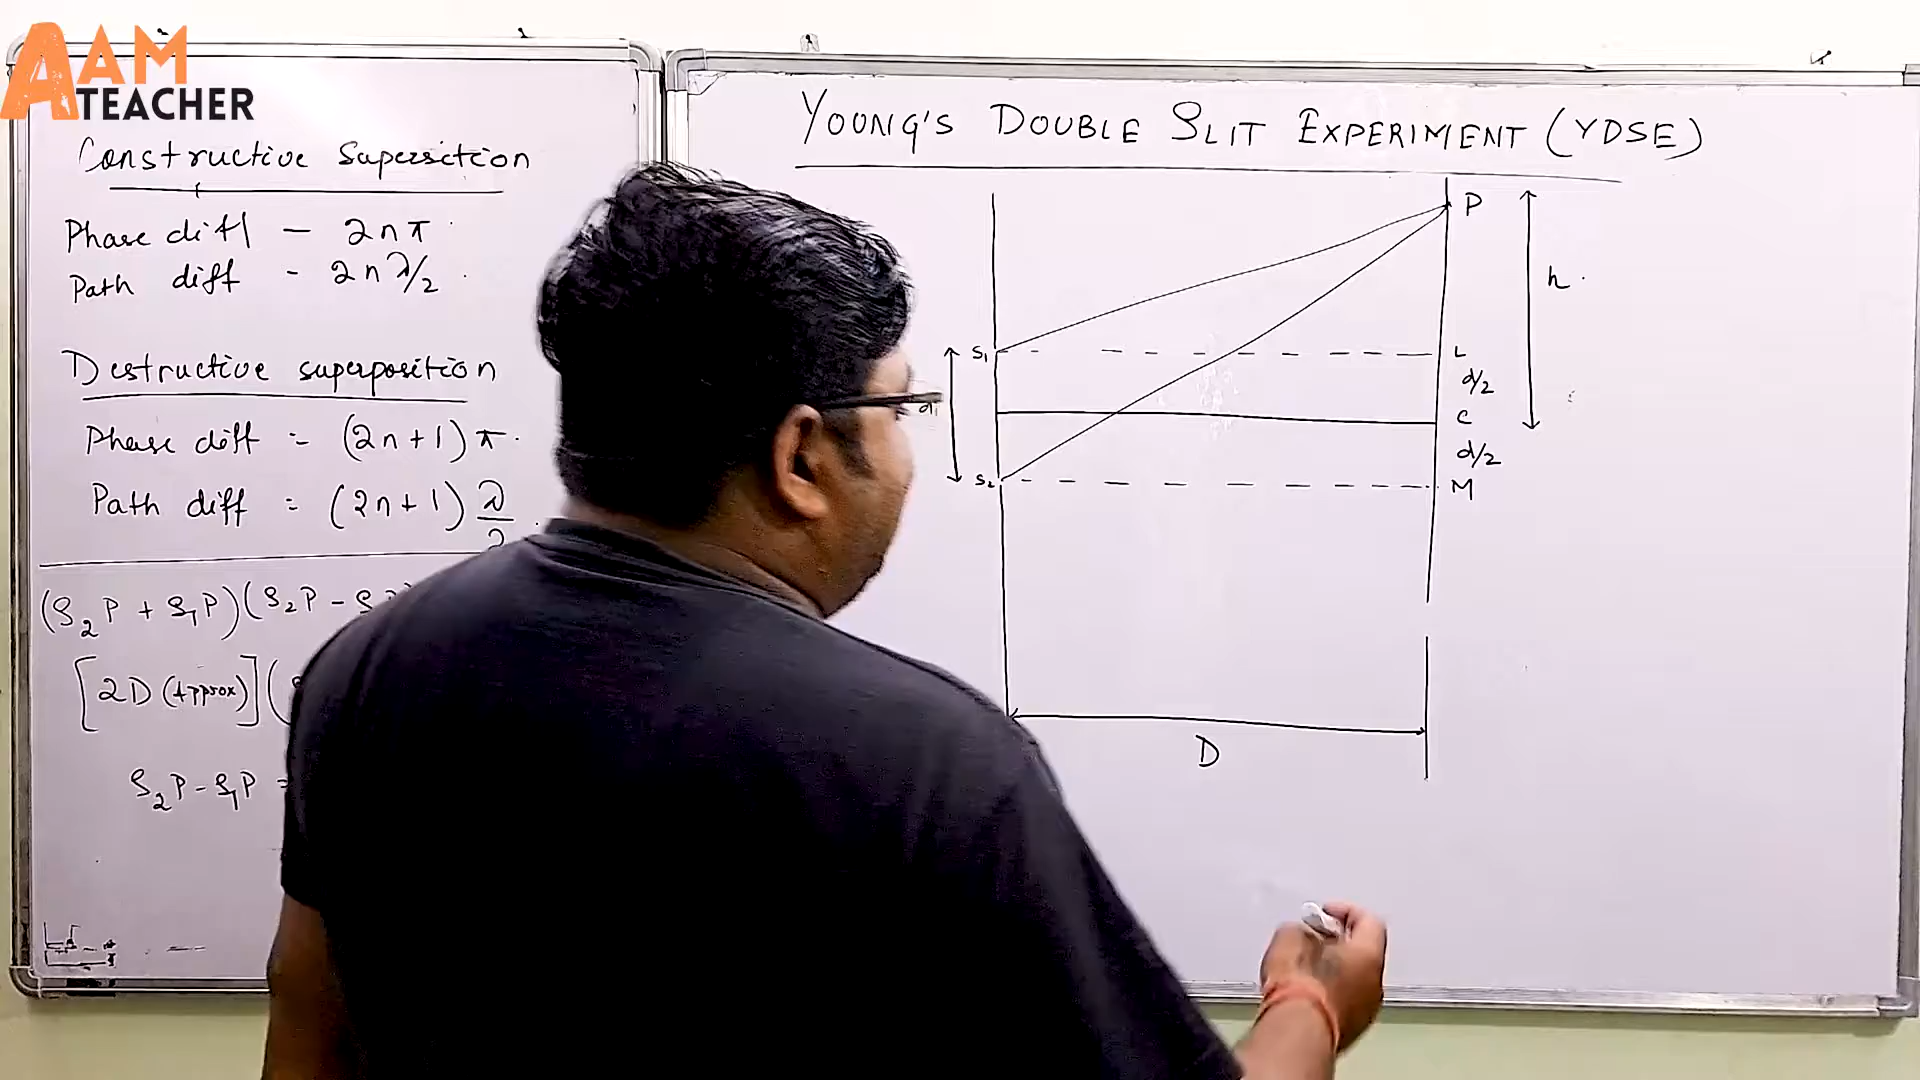 AAM
TEACHER
Constructive Supersition
Phase diff - 2nπ
Path diff - 2nλ/2
Destructive superposition
Phase diff = (2n+1)π
Path diff = (2n+1)λ/2
(S₂P + S₁P)(S₂P - S
[2D (Approx)](
S₂P - S₁P =
YOUNG'S DOUBLE SLIT EXPERIMENT (YDSE)
P
h
S₁
L
d/2
d
C
d/2
S₂
M
D